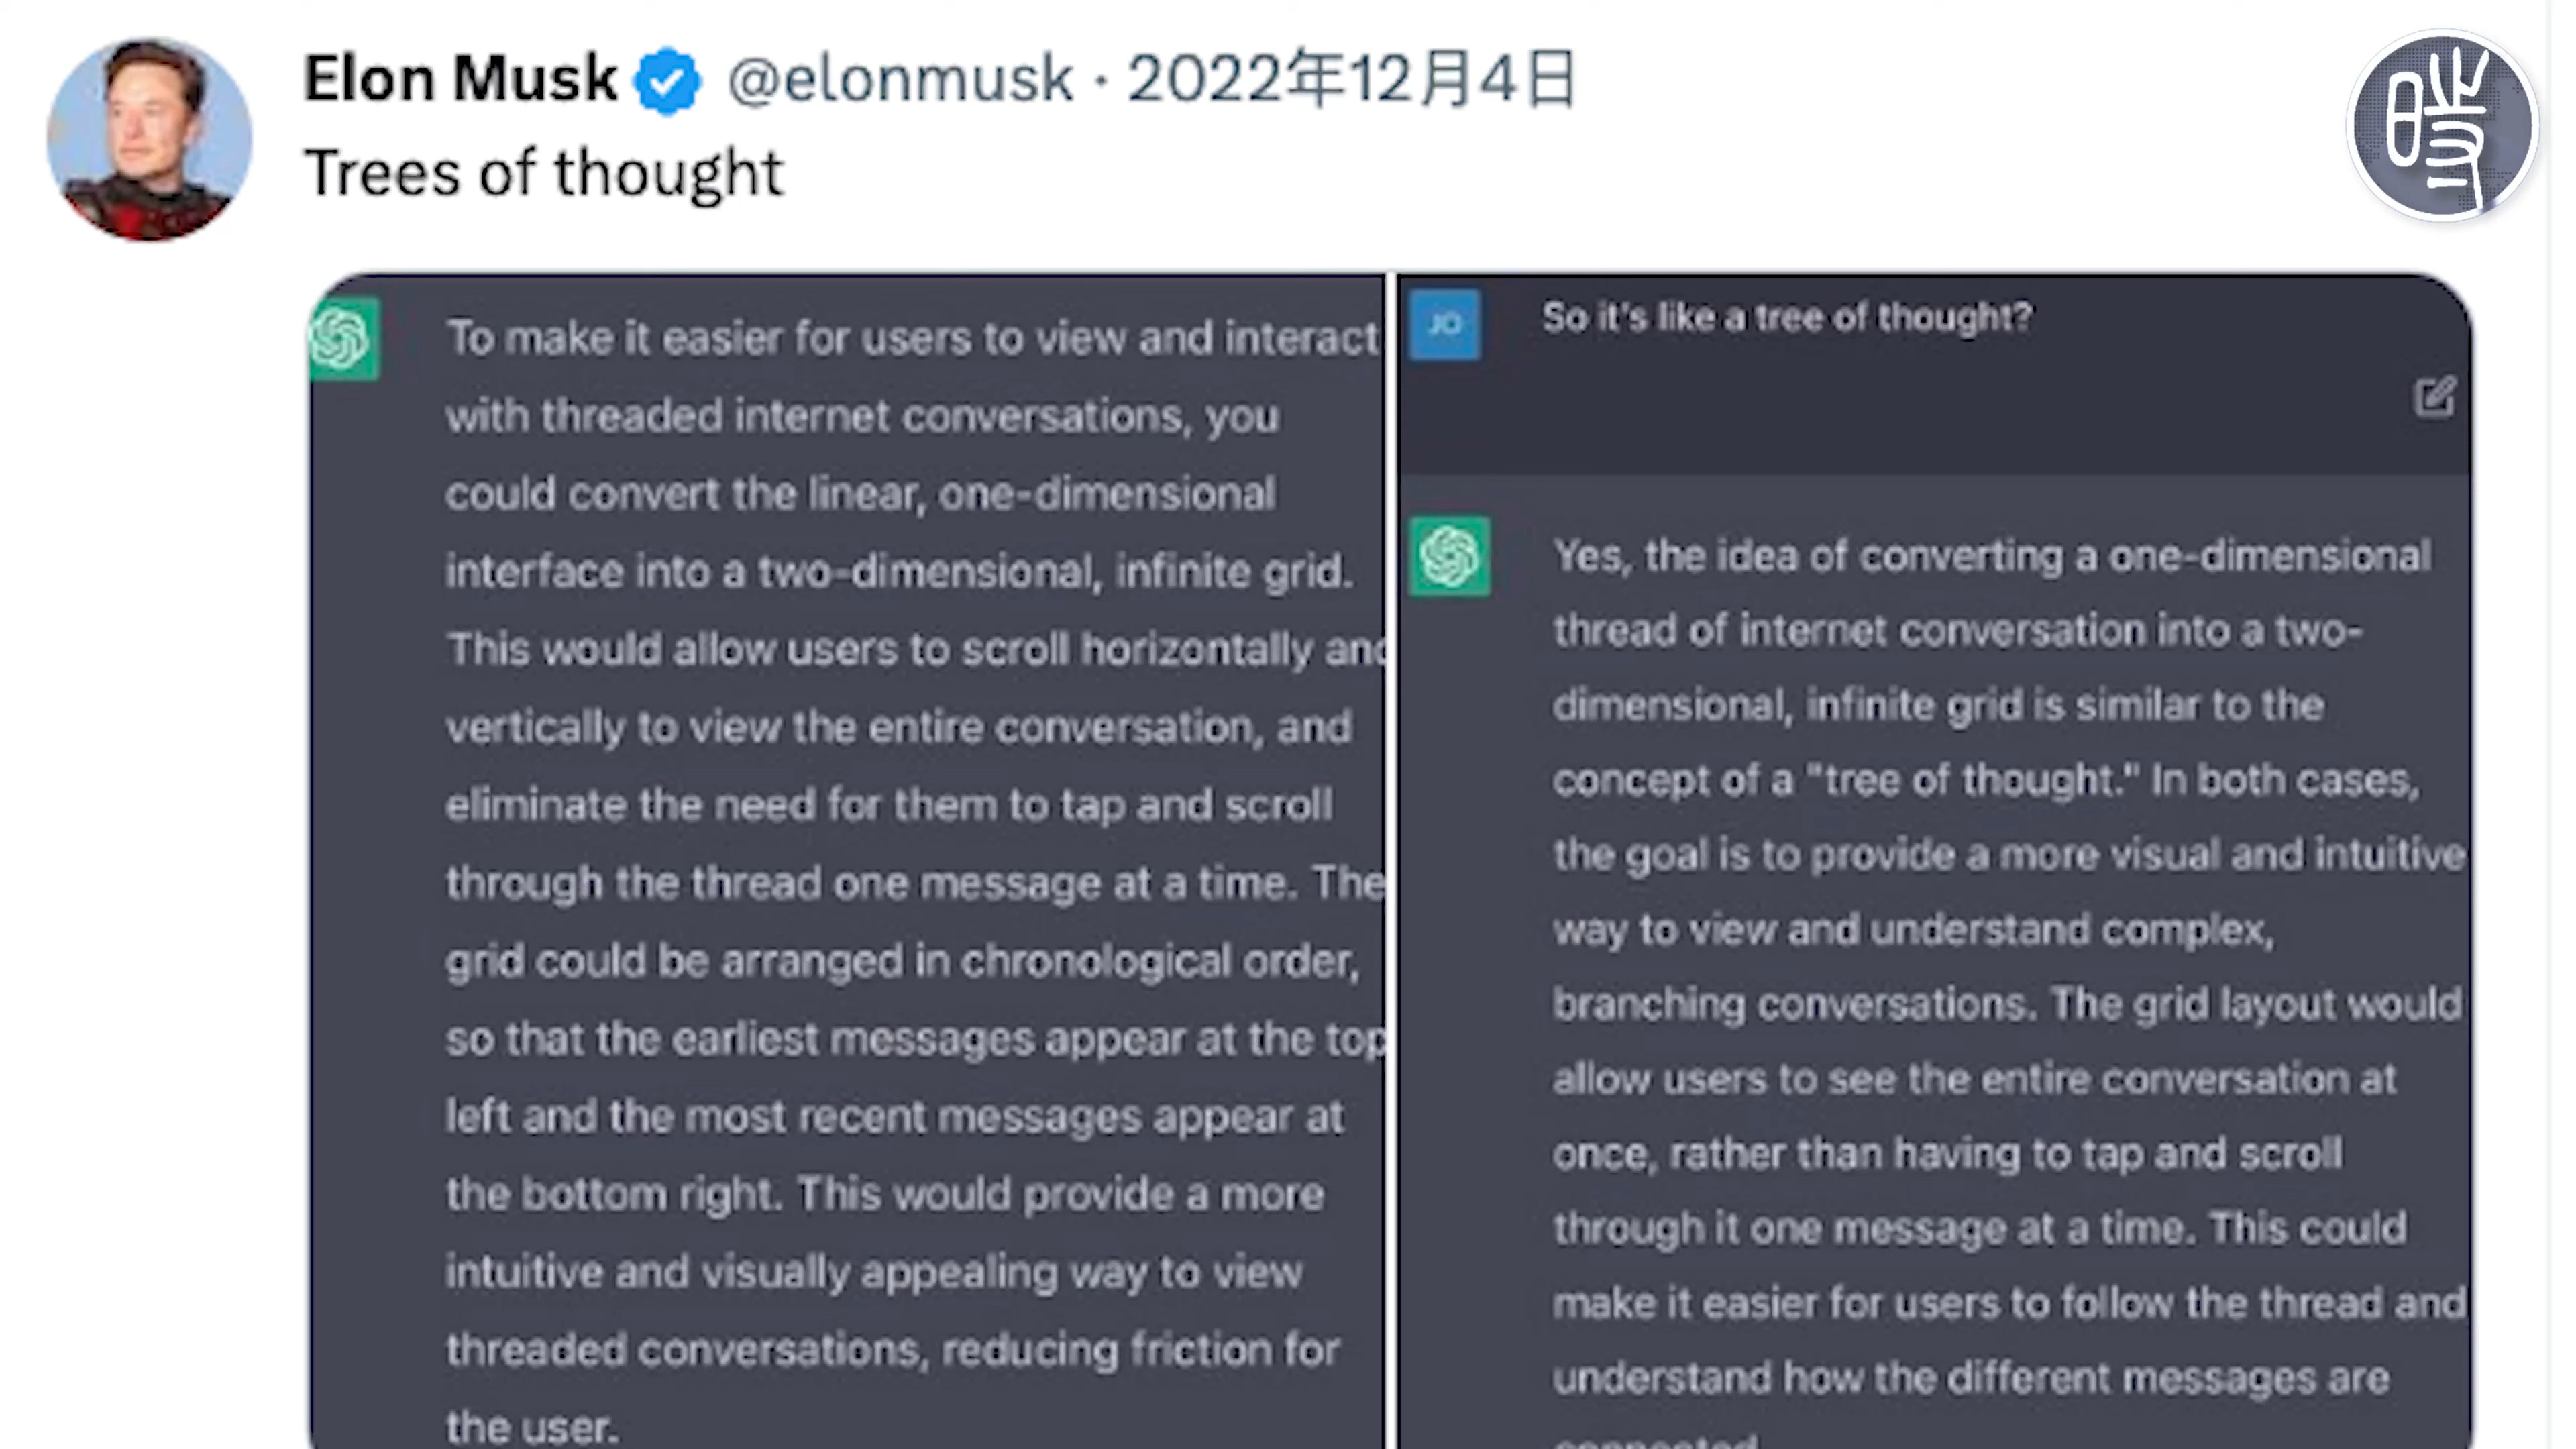 Elon Musk @elonmusk · 2022年12月4日
Trees of thought
To make it easier for users to view and interact
with threaded internet conversations, you
could convert the linear, one-dimensional
interface into a two-dimensional, infinite grid.
This would allow users to scroll horizontally and
vertically to view the entire conversation, and
eliminate the need for them to tap and scroll
through the thread one message at a time. The
grid could be arranged in chronological order,
so that the earliest messages appear at the top
left and the most recent messages appear at
the bottom right. This would provide a more
intuitive and visually appealing way to view
threaded conversations, reducing friction for
the user.
JO
So it's like a tree of thought?
Yes, the idea of converting a one-dimensional
thread of internet conversation into a two-
dimensional, infinite grid is similar to the
concept of a "tree of thought." In both cases,
the goal is to provide a more visual and intuitive
way to view and understand complex,
branching conversations. The grid layout would
allow users to see the entire conversation at
once, rather than having to tap and scroll
through it one message at a time. This could
make it easier for users to follow the thread and
understand how the different messages are
connected